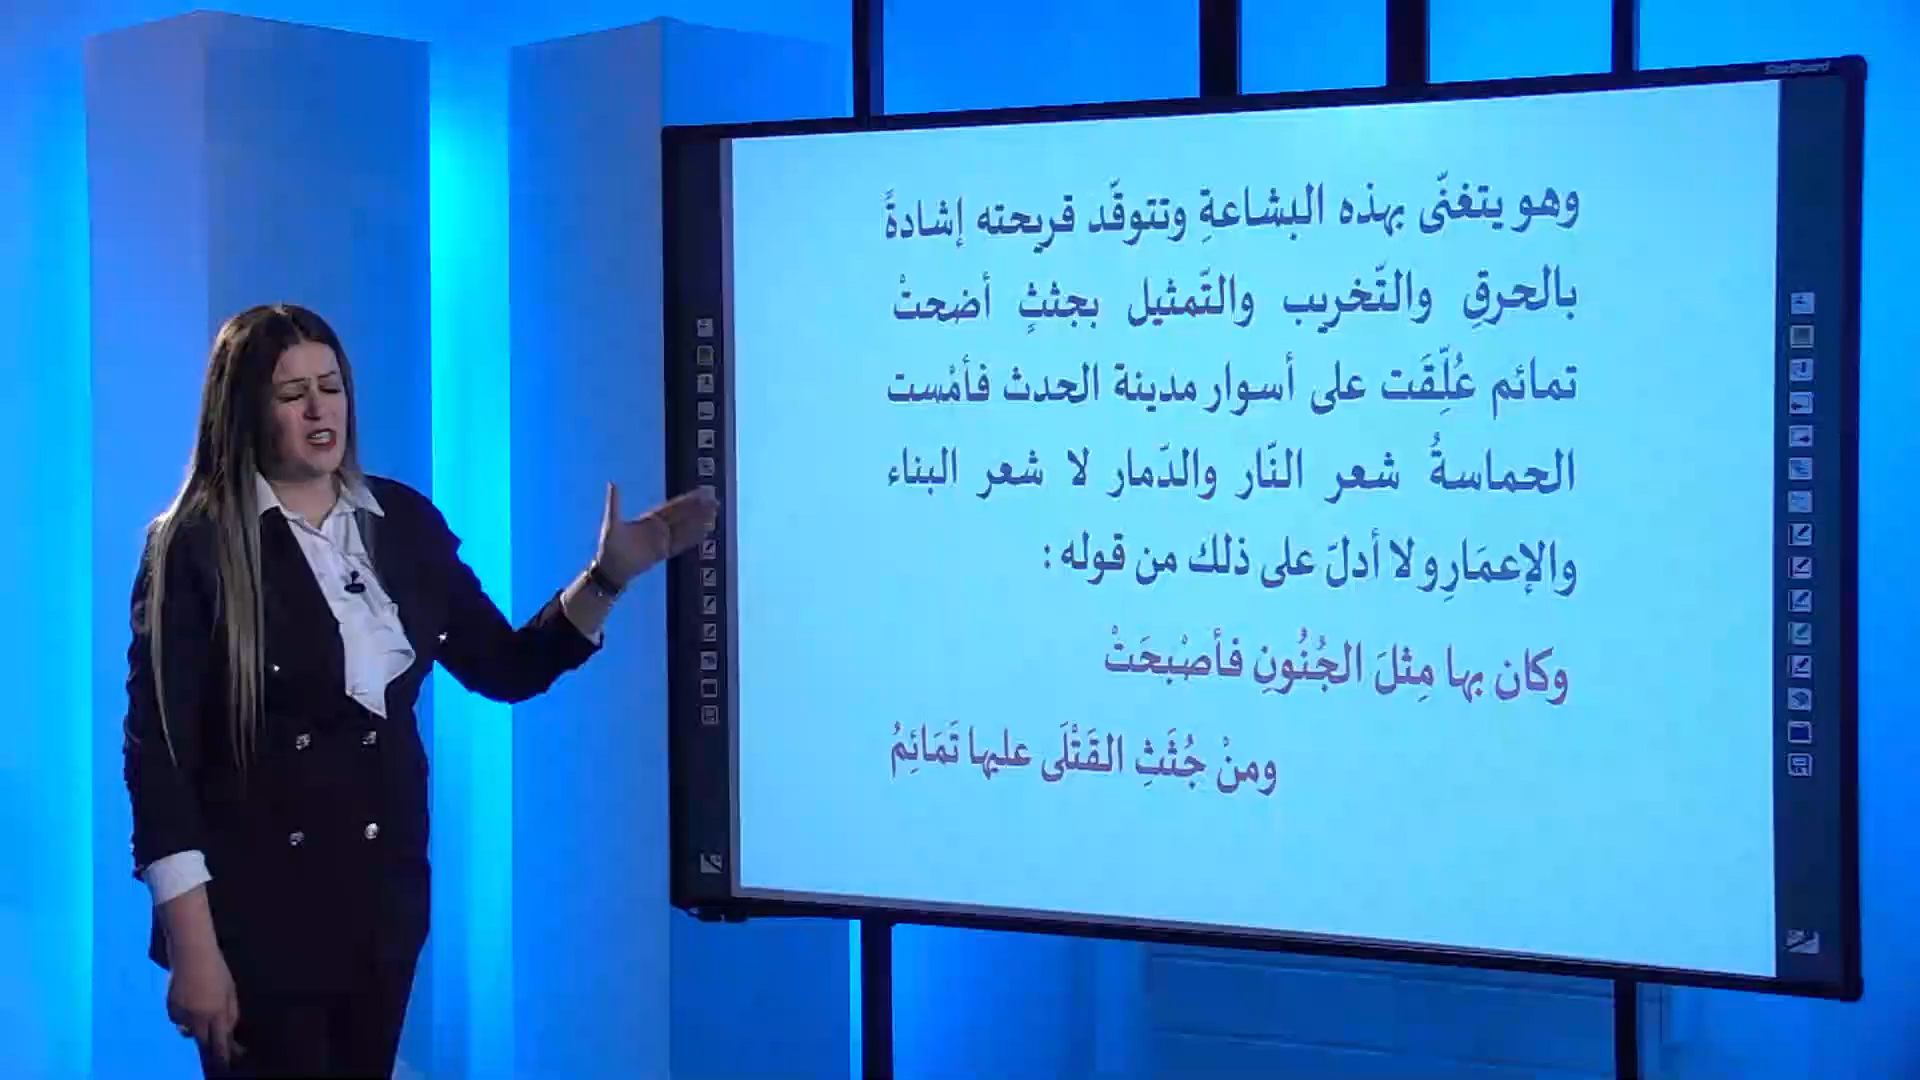 StarBoard
وهو يتغنّى بهذه البشاعةِ وتتوقّد قريحته إشادةً
بالحرقِ والتّخريب والتّمثيل بجثثٍ أضحتْ
تمائم عُلِّقَت على أسوار مدينة الحدث فأمْست
الحماسةُ شعر النّار والدّمار لا شعر البناء
والإعمَارِ ولا أدلّ على ذلك من قوله :
وكان بها مِثلَ الجُنُونِ فأصْبحَتْ
ومنْ جُثَثِ القَتْلَى عليها تَمَائِمُ